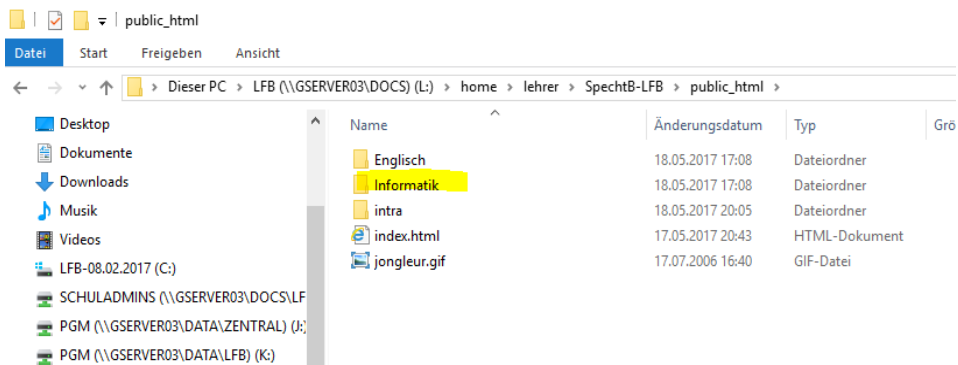 public_html
Datei Start Freigeben Ansicht
Dieser PC > LFB (\\GSERVER03\DOCS) (L:) > home > lehrer > SpechtB-LFB > public_html >
Name Änderungsdatum Typ Grö
Desktop
Dokumente
Downloads
Musik
Videos
LFB-08.02.2017 (C:)
SCHULADMINS (\\GSERVER03\DOCS\LF
PGM (\\GSERVER03\DATA\ZENTRAL) (J:)
PGM (\\GSERVER03\DATA\LFB) (K:)
Englisch 18.05.2017 17:08 Dateiordner
Informatik 18.05.2017 17:08 Dateiordner
intra 18.05.2017 20:05 Dateiordner
index.html 17.05.2017 20:43 HTML-Dokument
jongleur.gif 17.07.2006 16:40 GIF-Datei